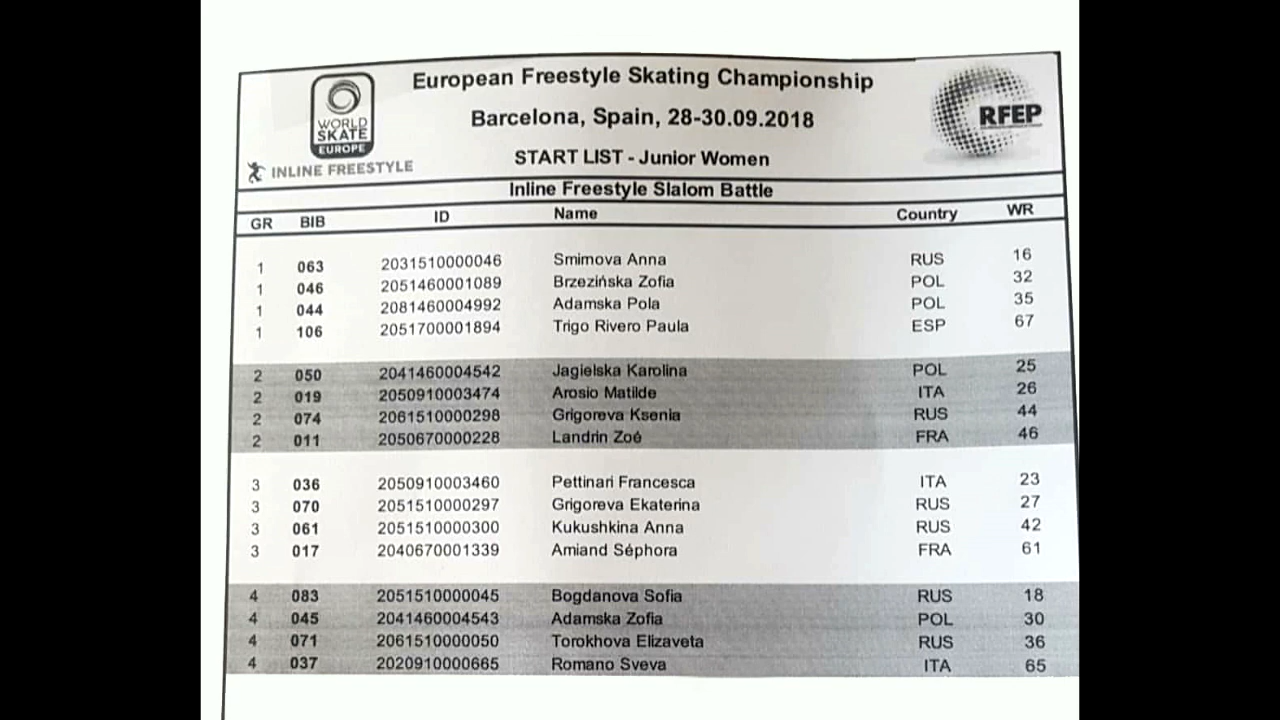 European Freestyle Skating Championship
WORLD
SKATE
EUROPE
RFEP
Barcelona, Spain, 28-30.09.2018
INLINE FREESTYLE
START LIST - Junior Women
Inline Freestyle Slalom Battle
GR BIB ID Name Country WR
1 063 2031510000046 Smirnova Anna RUS 16
1 046 2051460001089 Brzezińska Zofia POL 32
1 044 2081460004992 Adamska Pola POL 35
1 106 2051700001894 Trigo Rivero Paula ESP 67
2 050 2041460004542 Jagielska Karolina POL 25
2 019 2050910003474 Arosio Matilde ITA 26
2 074 2061510000298 Grigoreva Ksenia RUS 44
2 011 2050670000228 Landrin Zoé FRA 46
3 036 2050910003460 Pettinari Francesca ITA 23
3 070 2051510000297 Grigoreva Ekaterina RUS 27
3 061 2051510000300 Kukushkina Anna RUS 42
3 017 2040670001339 Amiand Séphora FRA 61
4 083 2051510000045 Bogdanova Sofia RUS 18
4 045 2041460004543 Adamska Zofia POL 30
4 071 2061510000050 Torokhova Elizaveta RUS 36
4 037 2020910000665 Romano Sveva ITA 65